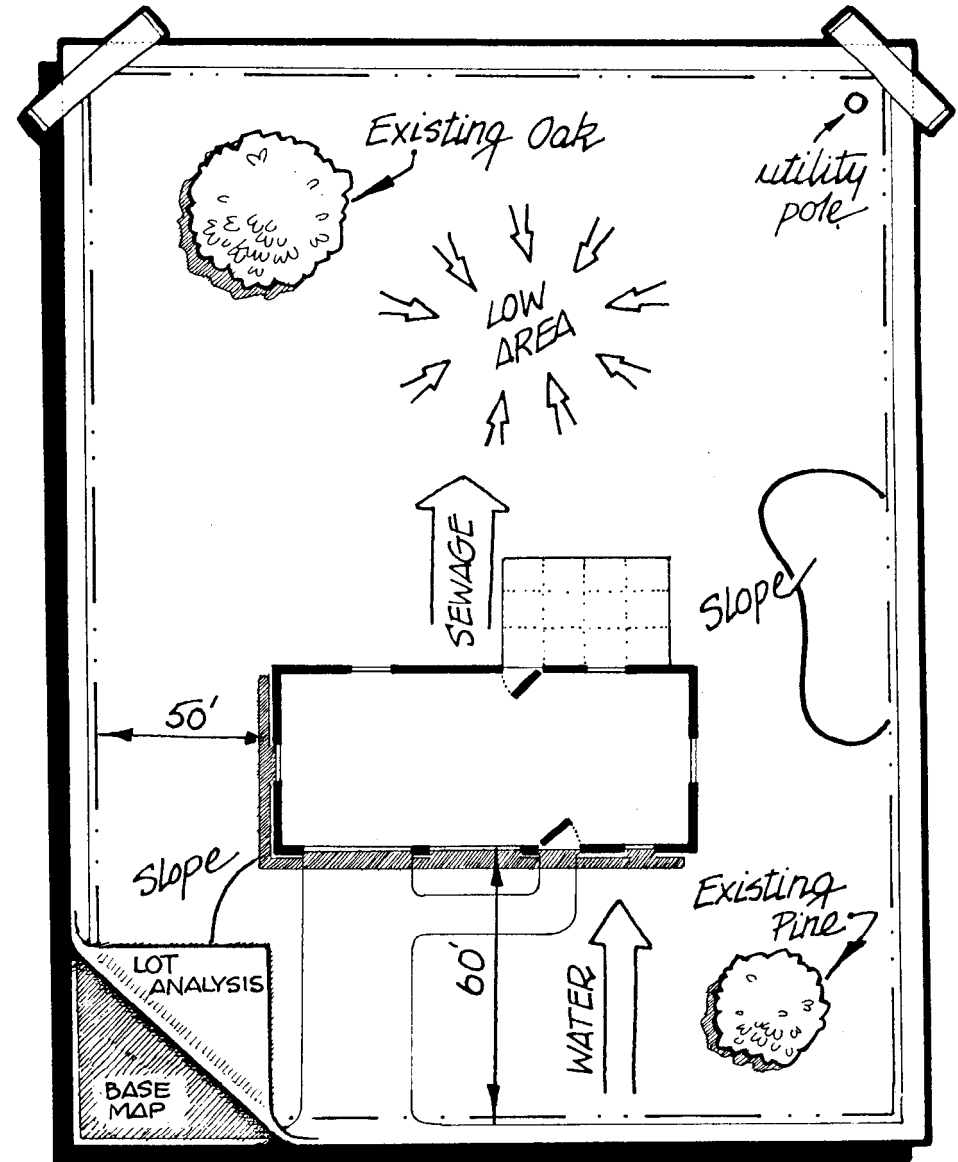 Existing Oak
utility
pole
LOW
AREA
SEWAGE
Slope
50'
Slope
Existing
Pine
60'
WATER
LOT
ANALYSIS
BASE
MAP